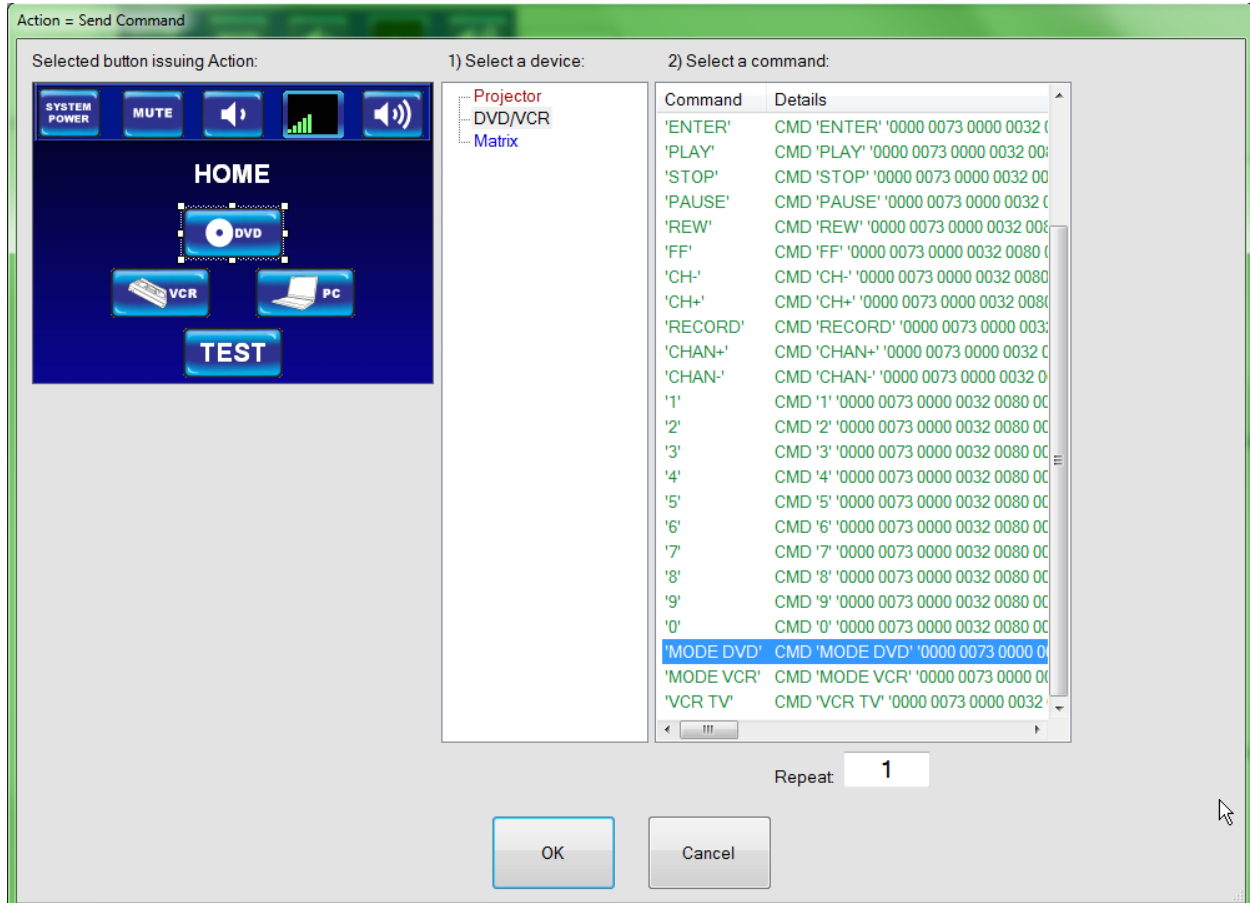 Action = Send Command
Selected button issuing Action:
1) Select a device:
2) Select a command:
SYSTEM
POWER
MUTE
HOME
DVD
VCR
PC
TEST
Projector
DVD/VCR
Matrix
Command Details
'ENTER' CMD 'ENTER' '0000 0073 0000 0032
'PLAY' CMD 'PLAY' '0000 0073 0000 0032
'STOP' CMD 'STOP' '0000 0073 0000 0032 00
'PAUSE' CMD 'PAUSE' '0000 0073 0000 0032
'REW' CMD 'REW' '0000 0073 0000 0032
'FF' CMD 'FF' '0000 0073 0000 0032 0080
'CH-' CMD 'CH-' '0000 0073 0000 0032 0080
'CH+' CMD 'CH+' '0000 0073 0000 0032
'RECORD' CMD 'RECORD' '0000 0073 0000
'CHAN+' CMD 'CHAN+' '0000 0073 0000 0032
'CHAN-' CMD 'CHAN-' '0000 0073 0000 0032
'1' CMD '1' '0000 0073 0000 0032 0080
'2' CMD '2' '0000 0073 0000 0032 0080
'3' CMD '3' '0000 0073 0000 0032 0080
'4' CMD '4' '0000 0073 0000 0032 0080
'5' CMD '5' '0000 0073 0000 0032 0080
'6' CMD '6' '0000 0073 0000 0032 0080
'7' CMD '7' '0000 0073 0000 0032 0080
'8' CMD '8' '0000 0073 0000 0032 0080
'9' CMD '9' '0000 0073 0000 0032 0080
'0' CMD '0' '0000 0073 0000 0032 0080
'MODE DVD' CMD 'MODE DVD' '0000 0073 0000
'MODE VCR' CMD 'MODE VCR' '0000 0073 0000
'VCR TV' CMD 'VCR TV' '0000 0073 0000 0032
Repeat: 1
OK
Cancel